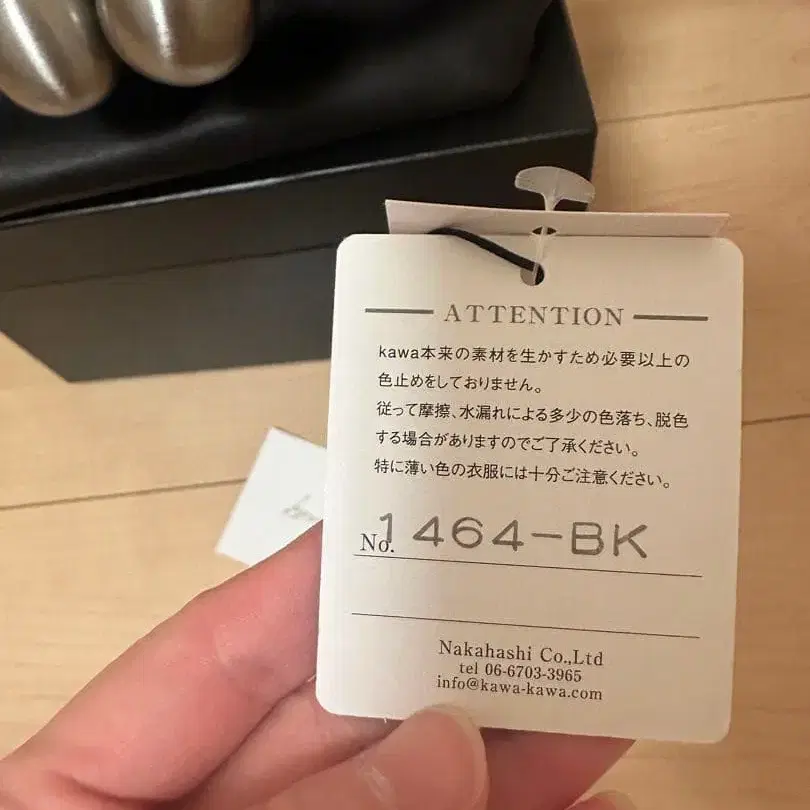 ATTENTION
kawa本来の素材を生かすため必要以上の
色止めをしておりません。
従って摩擦、水漏れによる多少の色落ち、脱色
する場合がありますのでご了承ください。
特に薄い色の衣服には十分ご注意ください。
No. 1464-BK
Nakahashi Co.,Ltd
tel 06-6703-3965
info@kawa-kawa.com